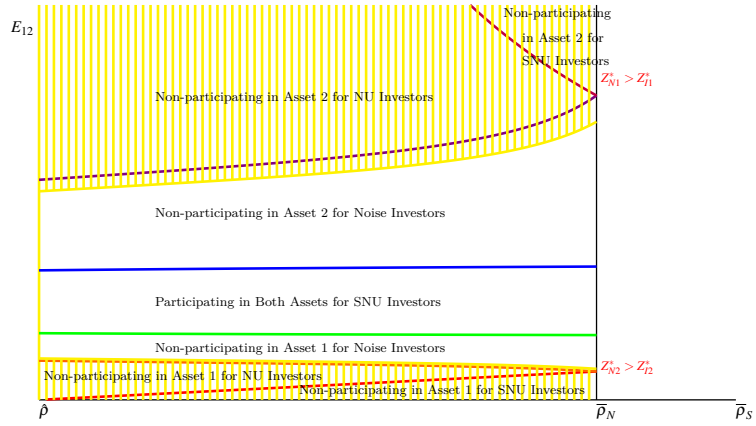 Non-participating
E12
in Asset 2 for
SNU Investors
Z*N1 > Z*I1
Non-participating in Asset 2 for NU Investors
Non-participating in Asset 2 for Noise Investors
Participating in Both Assets for SNU Investors
Non-participating in Asset 1 for Noise Investors
Z*N2 > Z*I2
Non-participating in Asset 1 for NU Investors
Non-participating in Asset 1 for SNU Investors
ρ̂ ρ̅N ρ̅S